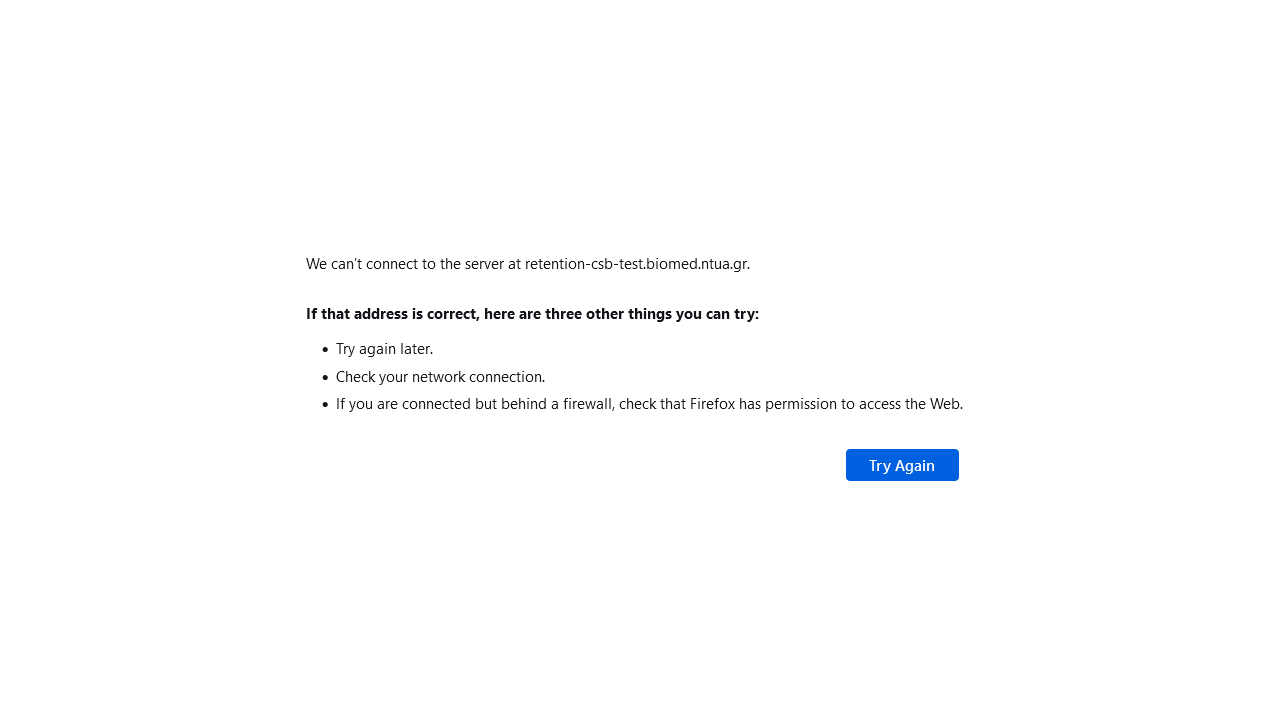 We can’t connect to the server at retention-csb-test.biomed.ntua.gr.
If that address is correct, here are three other things you can try:
• Try again later.
• Check your network connection.
• If you are connected but behind a firewall, check that Firefox has permission to access the Web.
Try Again